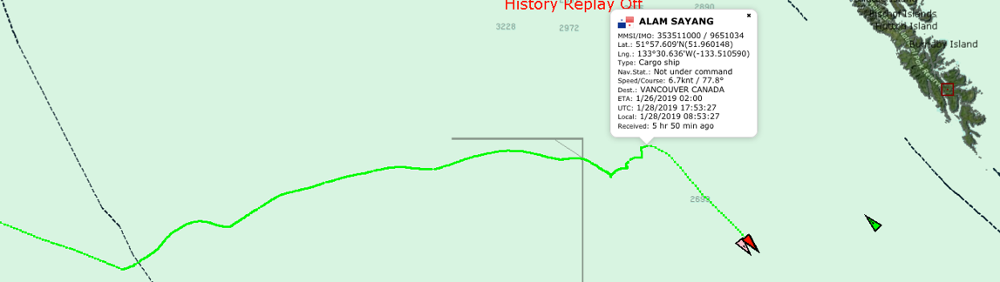 History Replay Off
2890
3228
2972
ALAM SAYANG
MMSI/IMO: 353511000 / 9651034
Lat.: 51°57.609'N(51.960148)
Lng.: 133°30.636'W(-133.510590)
Type: Cargo ship
Nav.Stat.: Not under command
Speed/Course: 6.7knt / 77.8°
Dest.: VANCOUVER CANADA
ETA: 1/26/2019 02:00
UTC: 1/28/2019 17:53:27
Local: 1/28/2019 08:53:27
Received: 5 hr 50 min ago
Bischof Islands
Hutton Island
Burnaby Island
2699